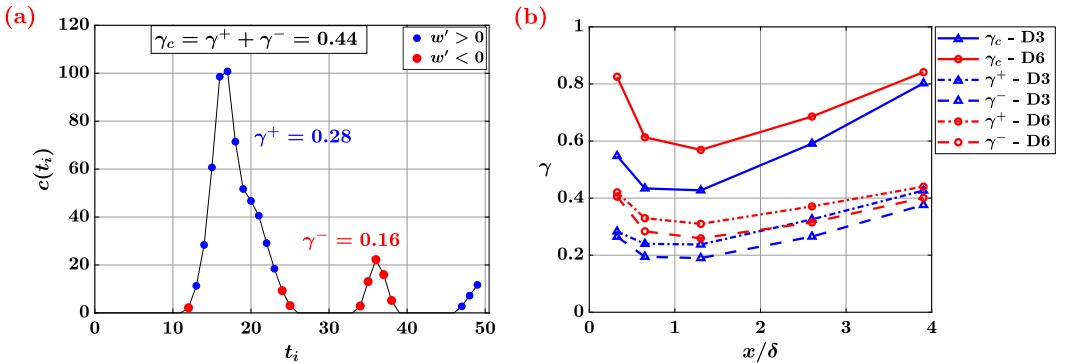 (a)
γc = γ+ + γ− = 0.44
w′ > 0
w′ < 0
γ+ = 0.28
γ− = 0.16
c(ti)
120
100
80
60
40
20
0
0 10 20 30 40 50
ti
(b)
γc - D3
γc - D6
γ+ - D3
γ− - D3
γ+ - D6
γ− - D6
γ
1
0.8
0.6
0.4
0.2
0
0 1 2 3 4
x/δ